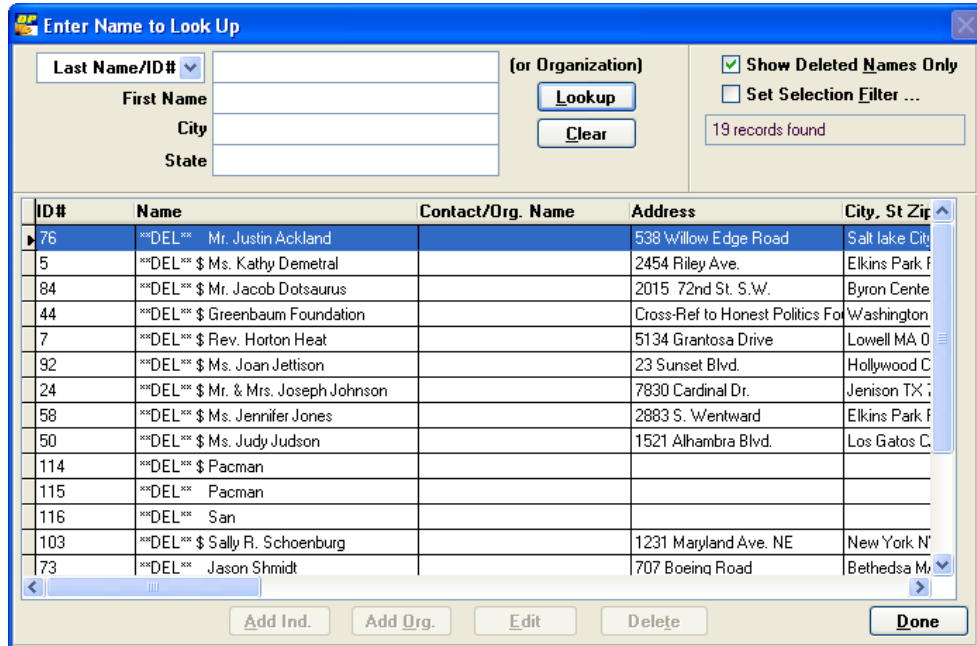 Enter Name to Look Up
Last Name/ID# (or Organization) Show Deleted Names Only
First Name Lookup Set Selection Filter ...
City Clear 19 records found
State
ID# Name Contact/Org. Name Address City, St Zip
76 **DEL** Mr. Justin Ackland 538 Willow Edge Road Salt lake City
5 **DEL** $ Ms. Kathy Demetral 2454 Riley Ave. Elkins Park
84 **DEL** $ Mr. Jacob Dotsaurus 2015 72nd St. S.W. Byron Cente
44 **DEL** $ Greenbaum Foundation Cross-Ref to Honest Politics Fo Washington
7 **DEL** $ Rev. Horton Heat 5134 Grantosa Drive Lowell MA 0
92 **DEL** $ Ms. Joan Jettison 23 Sunset Blvd. Hollywood C
24 **DEL** $ Mr. & Mrs. Joseph Johnson 7830 Cardinal Dr. Jenison TX 7
58 **DEL** $ Ms. Jennifer Jones 2883 S. Wentward Elkins Park
50 **DEL** $ Ms. Judy Judson 1521 Alhambra Blvd. Los Gatos C
114 **DEL** $ Pacman
115 **DEL** Pacman
116 **DEL** San
103 **DEL** $ Sally R. Schoenburg 1231 Maryland Ave. NE New York N
73 **DEL** Jason Shmidt 707 Boeing Road Bethedsa M
Add Ind. Add Org. Edit Delete Done